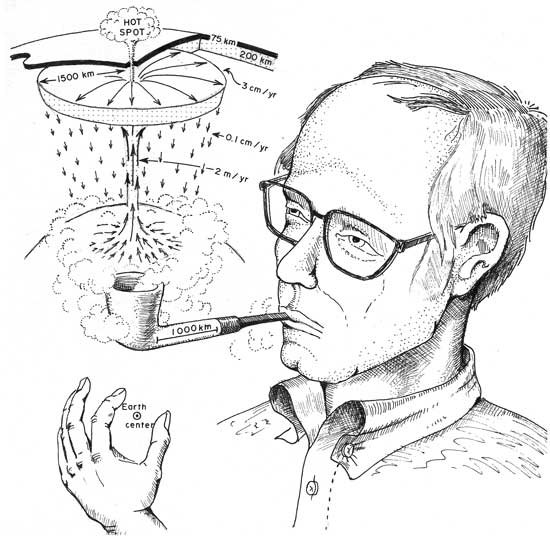 HOT
SPOT
75 km
200 km
1500 km
3 cm/yr
0.1 cm/yr
2 m/yr
1000 km
Earth
center